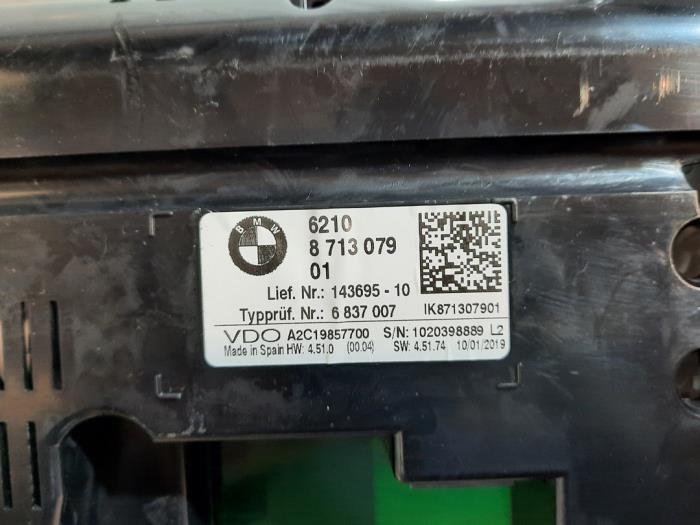 BMW
6210
8 713 079
01
Lief. Nr.: 143695 - 10
Typprüf. Nr.: 6 837 007 IK871307901
VDO A2C19857700 S/N: 1020398889 L2
Made in Spain HW: 4.51.0 (00.04) SW: 4.51.74 10/01/2019